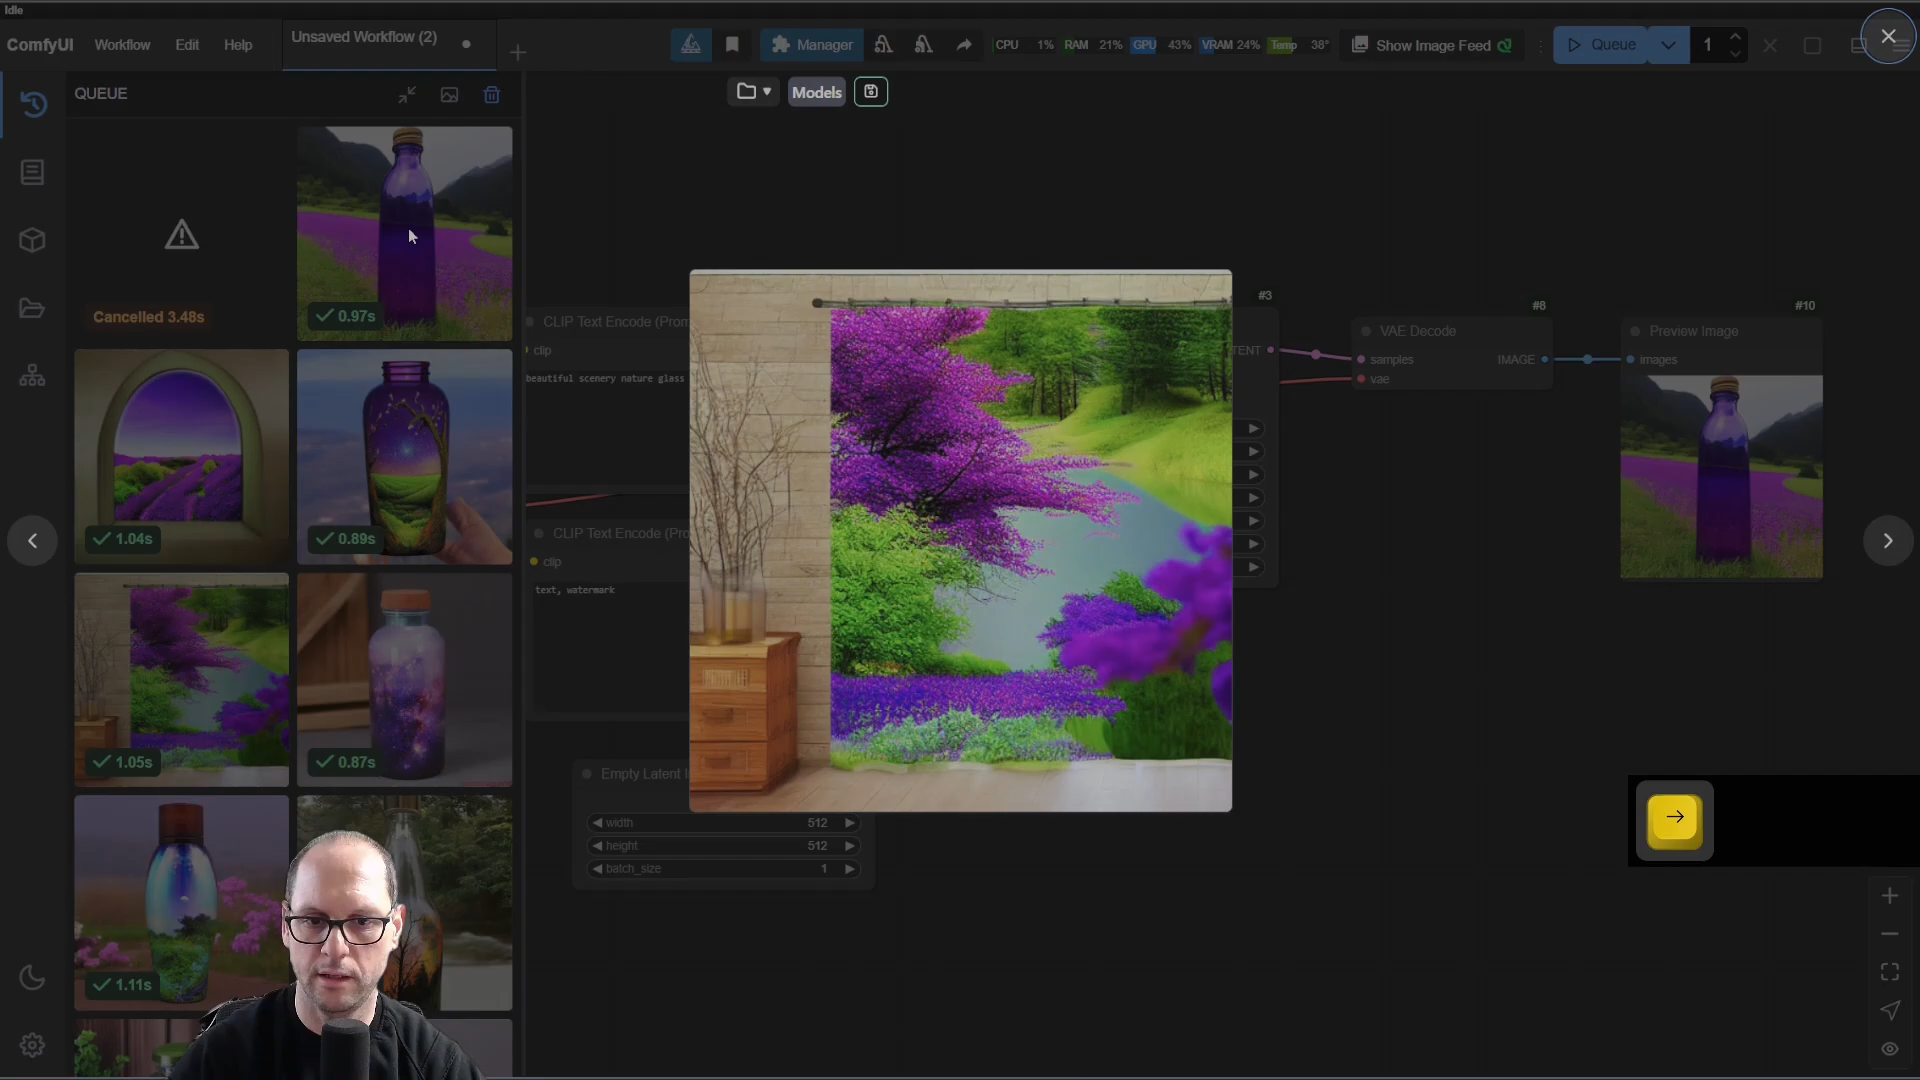 Idle
ComfyUI
Workflow
Edit
Help
Unsaved Workflow (2)
Manager
CPU 1% RAM 21% GPU 43% VRAM 24% Temp 38°
Show Image Feed
Queue
1
QUEUE
Models
Cancelled 3.48s
0.97s
1.04s
0.89s
1.05s
0.87s
1.11s
CLIP Text Encode (Prom
clip
beautiful scenery nature glass
CLIP Text Encode (Pro
clip
text, watermark
Empty Latent I
width 512
height 512
batch_size 1
#3
TENT
#8
VAE Decode
samples IMAGE
vae
#10
Preview Image
images